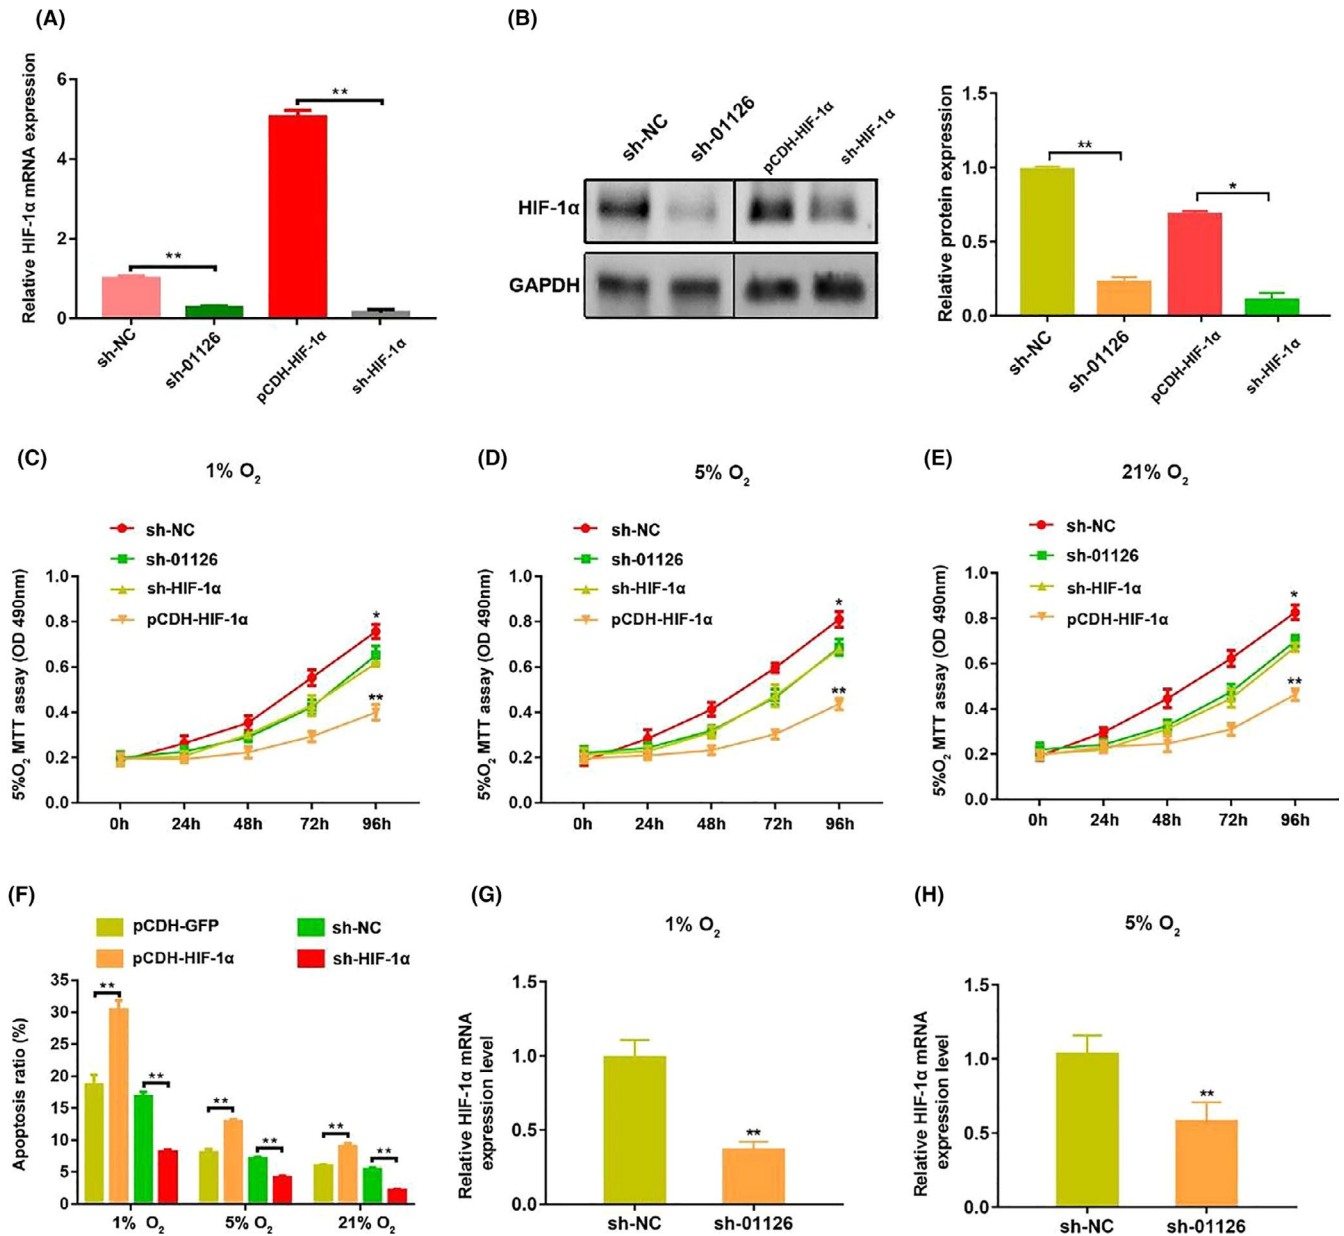 (A)
Relative HIF-1α mRNA expression
6
4
2
0
**
**
sh-NC
sh-01126
pCDH-HIF-1α
sh-HIF-1α
(B)
sh-NC
sh-01126
pCDH-HIF-1α
sh-HIF-1α
HIF-1α
GAPDH
Relative protein expression
1.5
1.0
0.5
0.0
**
*
sh-NC
sh-01126
pCDH-HIF-1α
sh-HIF-1α
(C)
1% O2
sh-NC
sh-01126
sh-HIF-1α
pCDH-HIF-1α
5%O2 MTT assay (OD 490nm)
1.0
0.8
0.6
0.4
0.2
0.0
*
**
0h 24h 48h 72h 96h
(D)
5% O2
sh-NC
sh-01126
sh-HIF-1α
pCDH-HIF-1α
5%O2 MTT assay (OD 490nm)
1.0
0.8
0.6
0.4
0.2
0.0
*
**
0h 24h 48h 72h 96h
(E)
21% O2
sh-NC
sh-01126
sh-HIF-1α
pCDH-HIF-1α
5%O2 MTT assay (OD 490nm)
1.0
0.8
0.6
0.4
0.2
0.0
*
**
0h 24h 48h 72h 96h
(F)
pCDH-GFP
pCDH-HIF-1α
sh-NC
sh-HIF-1α
Apoptosis ratio (%)
35
30
25
20
15
10
5
0
**
**
**
**
**
**
1% O2 5% O2 21% O2
(G)
1% O2
Relative HIF-1α mRNA
expression level
1.5
1.0
0.5
0.0
**
sh-NC sh-01126
(H)
5% O2
Relative HIF-1α mRNA
expression level
1.5
1.0
0.5
0.0
**
sh-NC sh-01126